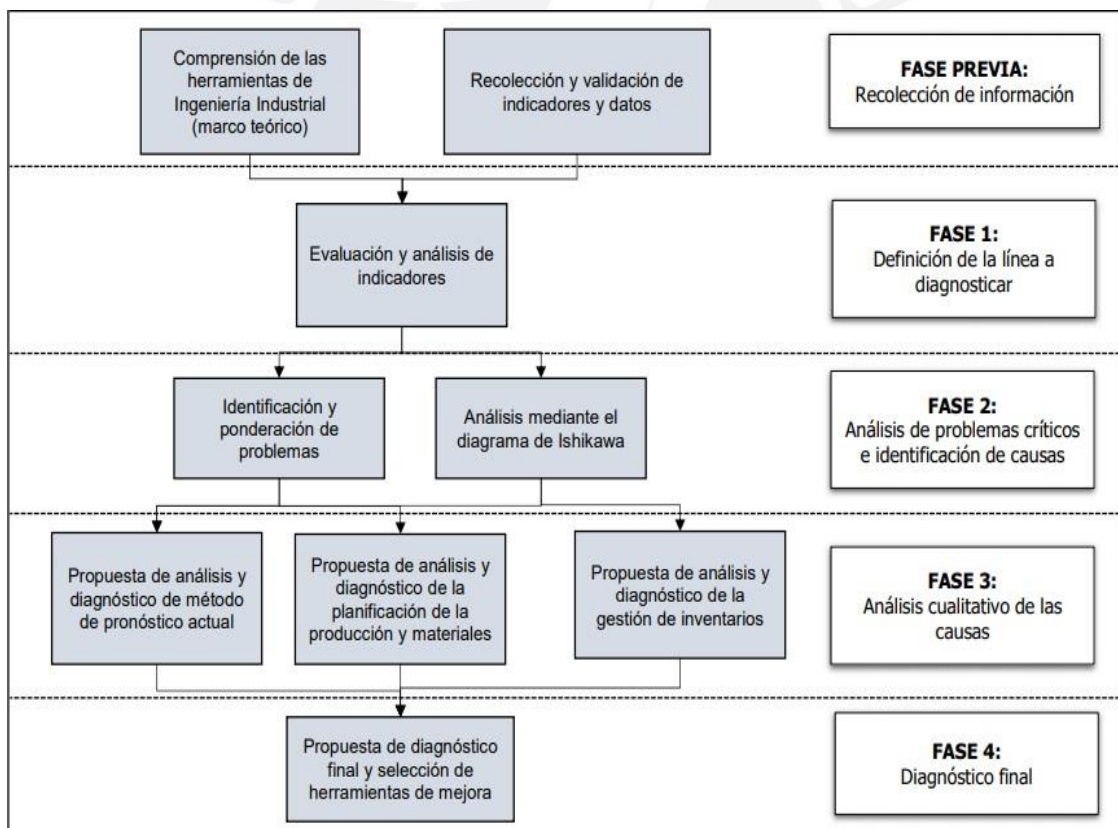 Comprensión de las
herramientas de
Ingeniería Industrial
(marco teórico)
Recolección y validación de
indicadores y datos
FASE PREVIA:
Recolección de información
Evaluación y análisis de
indicadores
FASE 1:
Definición de la línea a
diagnosticar
Identificación y
ponderación de
problemas
Análisis mediante el
diagrama de Ishikawa
FASE 2:
Análisis de problemas críticos
e identificación de causas
Propuesta de análisis y
diagnóstico de método
de pronóstico actual
Propuesta de análisis y
diagnóstico de la
planificación de la
producción y materiales
Propuesta de análisis y
diagnóstico de la
gestión de inventarios
FASE 3:
Análisis cualitativo de las
causas
Propuesta de diagnóstico
final y selección de
herramientas de mejora
FASE 4:
Diagnóstico final